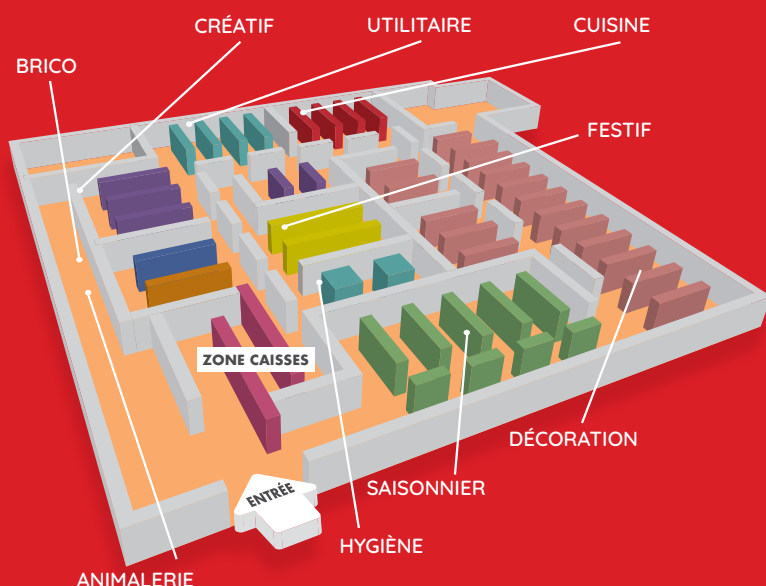 CRÉATIF
UTILITAIRE
CUISINE
BRICO
FESTIF
ZONE CAISSES
DÉCORATION
SAISONNIER
ENTRÉE
HYGIÈNE
ANIMALERIE